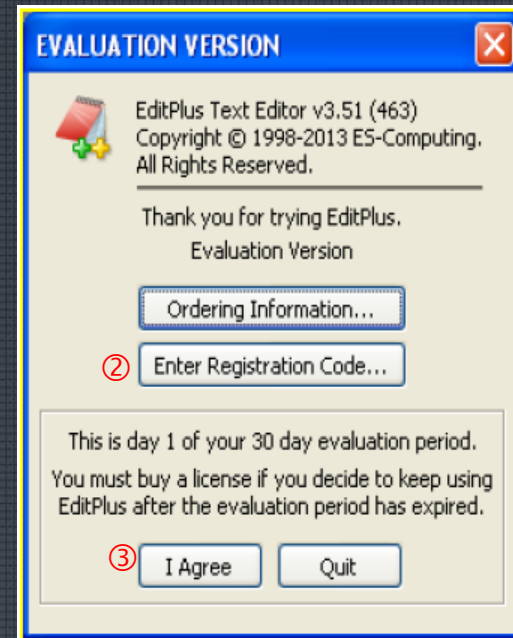 EVALUATION VERSION
EditPlus Text Editor v3.51 (463)
Copyright © 1998-2013 ES-Computing.
All Rights Reserved.
Thank you for trying EditPlus.
Evaluation Version
Ordering Information...
② Enter Registration Code...
This is day 1 of your 30 day evaluation period.
You must buy a license if you decide to keep using
EditPlus after the evaluation period has expired.
③ I Agree Quit